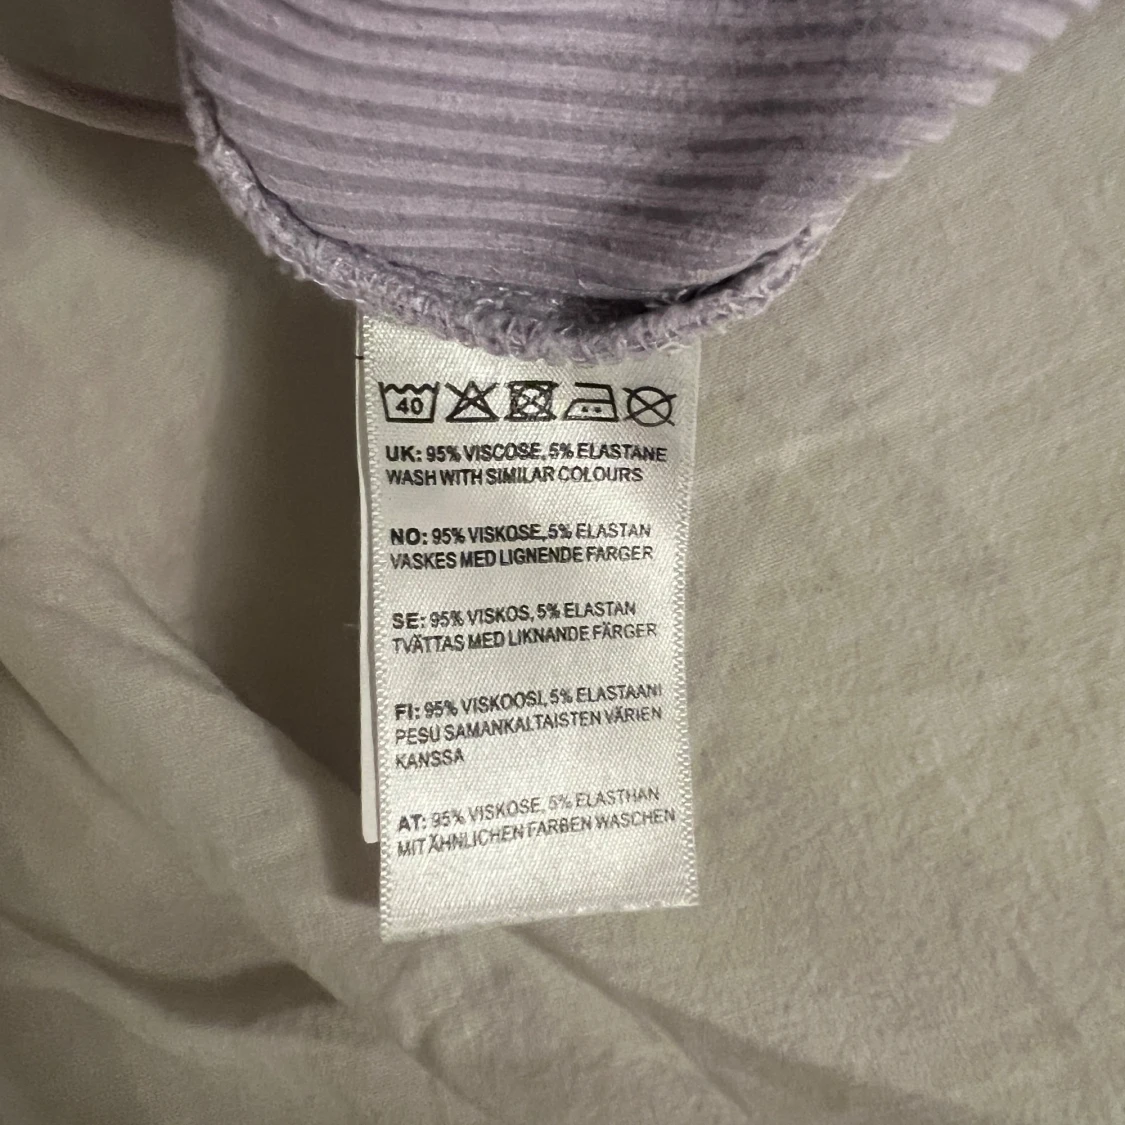 40
UK: 95% VISCOSE, 5% ELASTANE
WASH WITH SIMILAR COLOURS
NO: 95% VISKOSE, 5% ELASTAN
VASKES MED LIGNENDE FARGER
SE: 95% VISKOS, 5% ELASTAN
TVÄTTAS MED LIKNANDE FÄRGER
FI: 95% VISKOOSI, 5% ELASTAANI
PESU SAMANKALTAISTEN VÄRIEN
KANSSA
AT: 95% VISKOSE, 5% ELASTHAN
MIT ÄHNLICHEN FARBEN WASCHEN